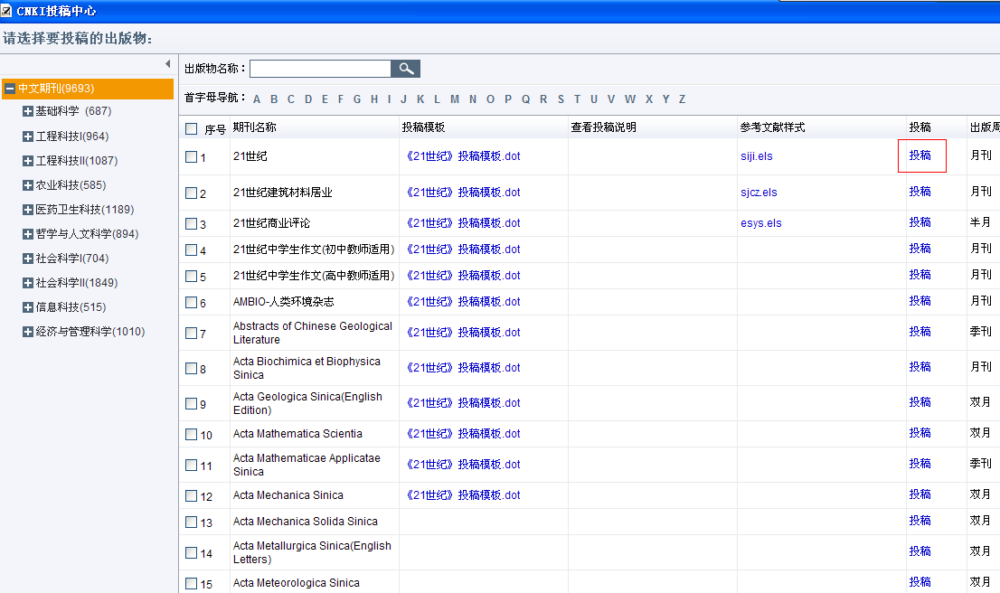 CNKI投稿中心
请选择要投稿的出版物:
出版物名称：
首字母导航： A B C D E F G H I J K L M N O P Q R S T U V W X Y Z
中文期刊(9693)
基础科学 (687)
工程科技I(964)
工程科技II(1087)
农业科技(585)
医药卫生科技(1189)
哲学与人文科学(894)
社会科学I(704)
社会科学II(1849)
信息科技(515)
经济与管理科学(1010)
序号 期刊名称 投稿模板 查看投稿说明 参考文献样式 投稿 出版周
1 21世纪 《21世纪》投稿模板.dot siji.els 投稿 月刊
2 21世纪建筑材料居业 《21世纪》投稿模板.dot sjcz.els 投稿 月刊
3 21世纪商业评论 《21世纪》投稿模板.dot esys.els 投稿 半月
4 21世纪中学生作文(初中教师适用) 《21世纪》投稿模板.dot 投稿 月刊
5 21世纪中学生作文(高中教师适用) 《21世纪》投稿模板.dot 投稿 月刊
6 AMBIO-人类环境杂志 《21世纪》投稿模板.dot 投稿 月刊
7 Abstracts of Chinese Geological
Literature 《21世纪》投稿模板.dot 投稿 季刊
8 Acta Biochimica et Biophysica
Sinica 《21世纪》投稿模板.dot 投稿 月刊
9 Acta Geologica Sinica(English
Edition) 《21世纪》投稿模板.dot 投稿 双月
10 Acta Mathematica Scientia 《21世纪》投稿模板.dot 投稿 双月
11 Acta Mathematicae Applicatae
Sinica 《21世纪》投稿模板.dot 投稿 季刊
12 Acta Mechanica Sinica 《21世纪》投稿模板.dot 投稿 双月
13 Acta Mechanica Solida Sinica 投稿 双月
14 Acta Metallurgica Sinica(English
Letters) 投稿 双月
15 Acta Meteorologica Sinica 投稿 双月